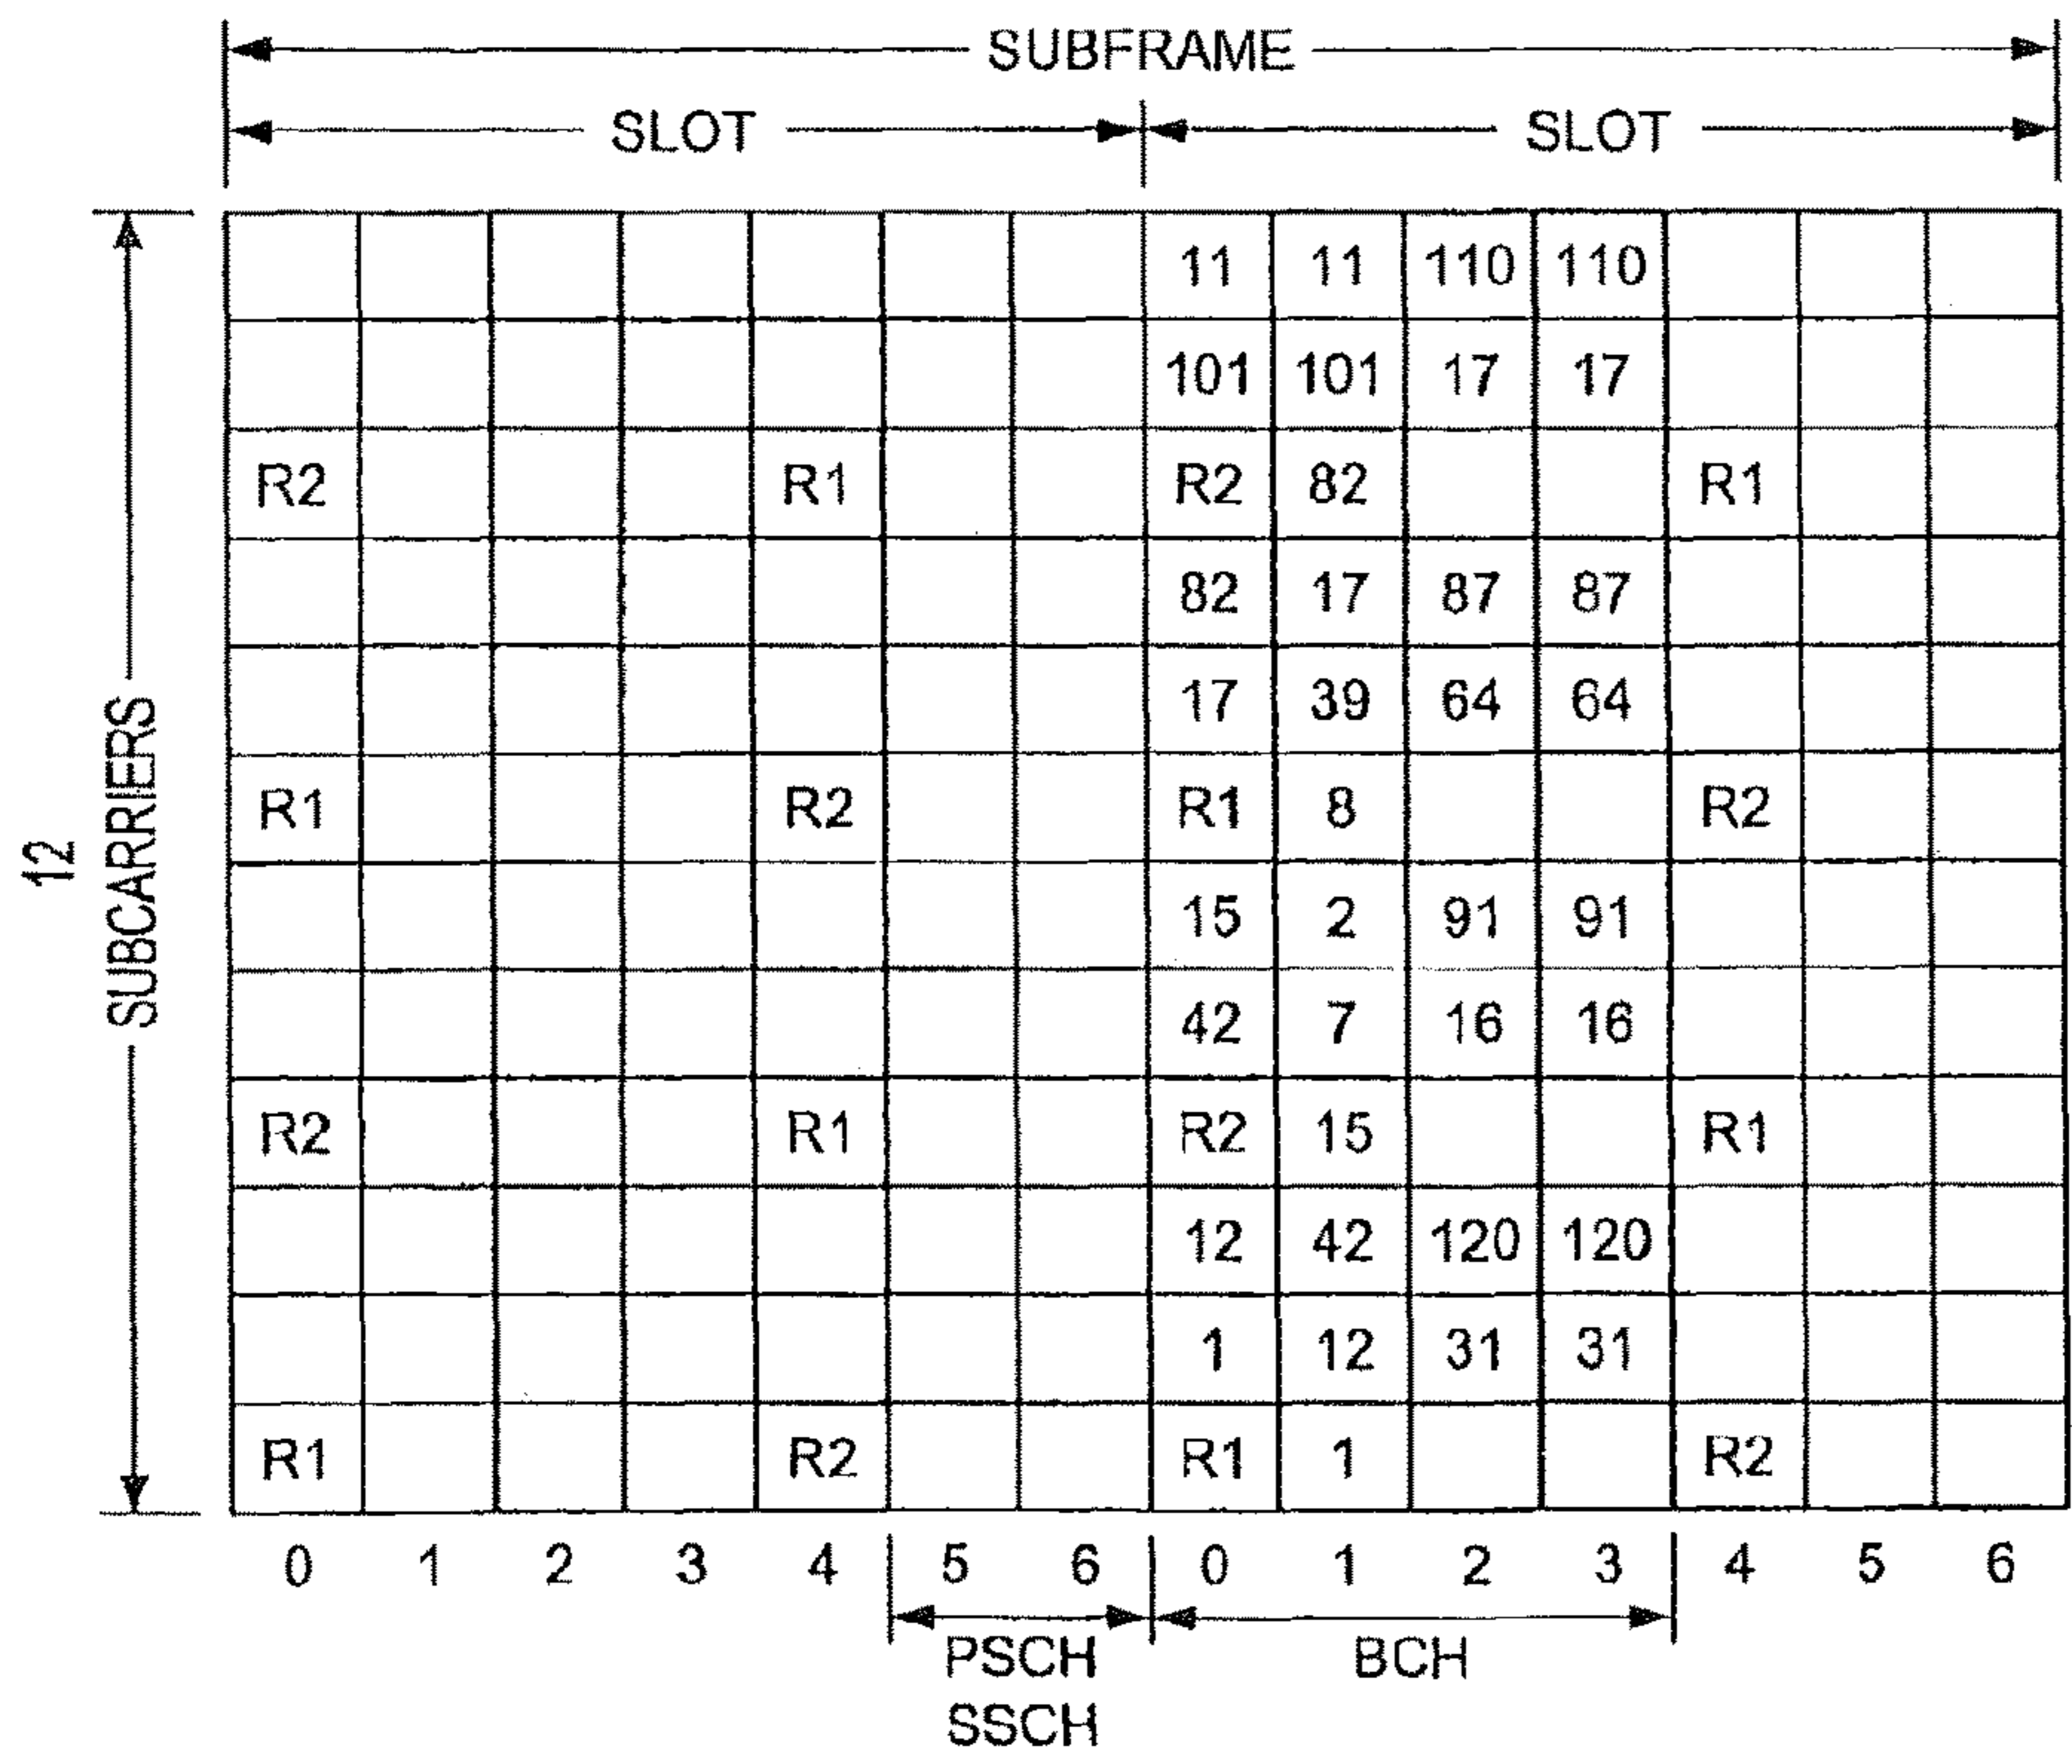 SUBFRAME
SLOT SLOT
11 11 110 110
101 101 17 17
R2 R1 R2 82 R1
82 17 87 87
17 39 64 64
R1 R2 R1 8 R2
15 2 91 91
42 7 16 16
R2 R1 R2 15 R1
12 42 120 120
1 12 31 31
R1 R2 R1 1 R2
12
SUBCARRIERS
0 1 2 3 4 5 6 0 1 2 3 4 5 6
PSCH BCH
SSCH